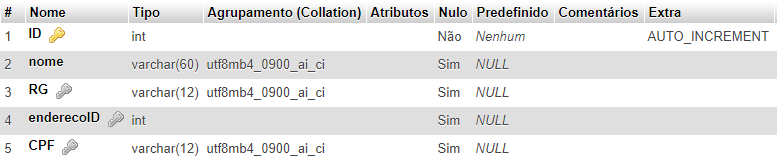 # Nome Tipo Agrupamento (Collation) Atributos Nulo Predefinido Comentários Extra
1 ID int Não Nenhum AUTO_INCREMENT
2 nome varchar(60) utf8mb4_0900_ai_ci Sim NULL
3 RG varchar(12) utf8mb4_0900_ai_ci Sim NULL
4 enderecoID int Sim NULL
5 CPF varchar(12) utf8mb4_0900_ai_ci Sim NULL